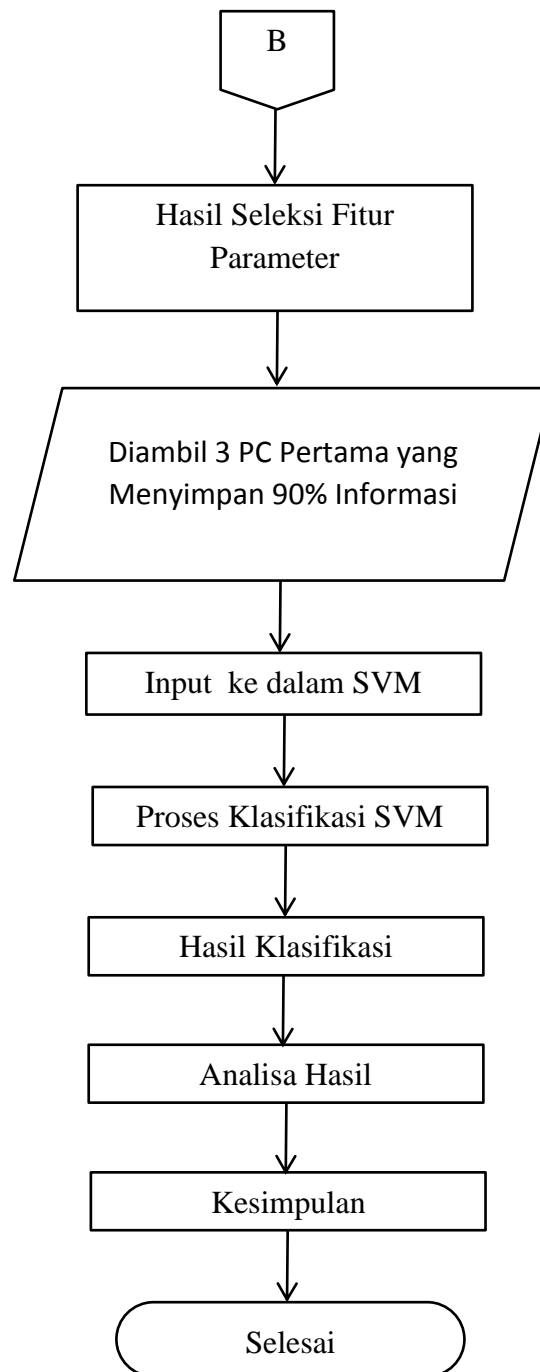 B
Hasil Seleksi Fitur
Parameter
Diambil 3 PC Pertama yang
Menyimpan 90% Informasi
Input ke dalam SVM
Proses Klasifikasi SVM
Hasil Klasifikasi
Analisa Hasil
Kesimpulan
Selesai